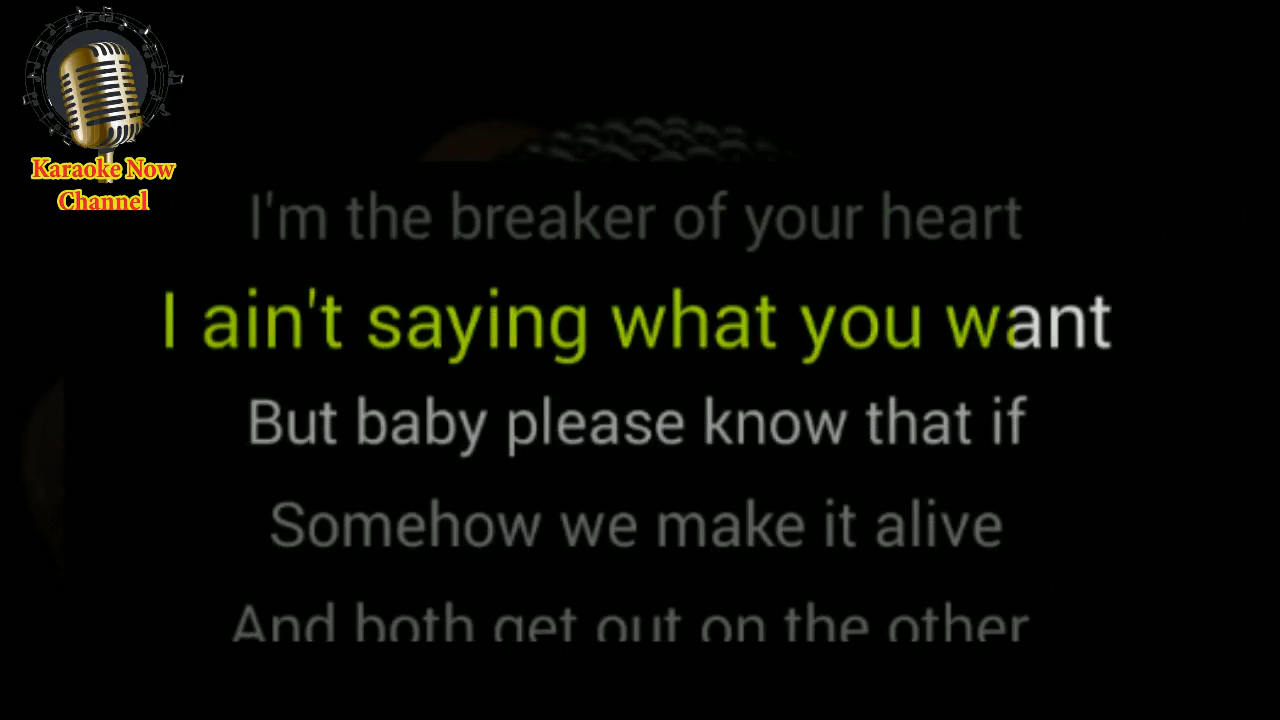 Karaoke Now
Channel
I'm the breaker of your heart
I ain't saying what you want
But baby please know that if
Somehow we make it alive
And both get out on the other